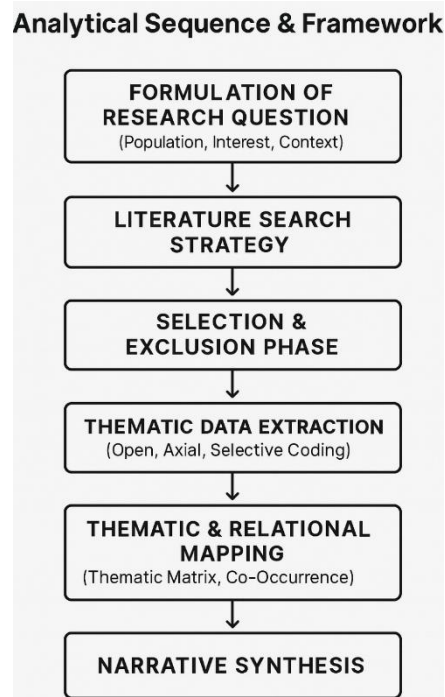 Analytical Sequence & Framework
FORMULATION OF
RESEARCH QUESTION
(Population, Interest, Context)
LITERATURE SEARCH
STRATEGY
SELECTION &
EXCLUSION PHASE
THEMATIC DATA EXTRACTION
(Open, Axial, Selective Coding)
THEMATIC & RELATIONAL
MAPPING
(Thematic Matrix, Co-Occurrence)
NARRATIVE SYNTHESIS